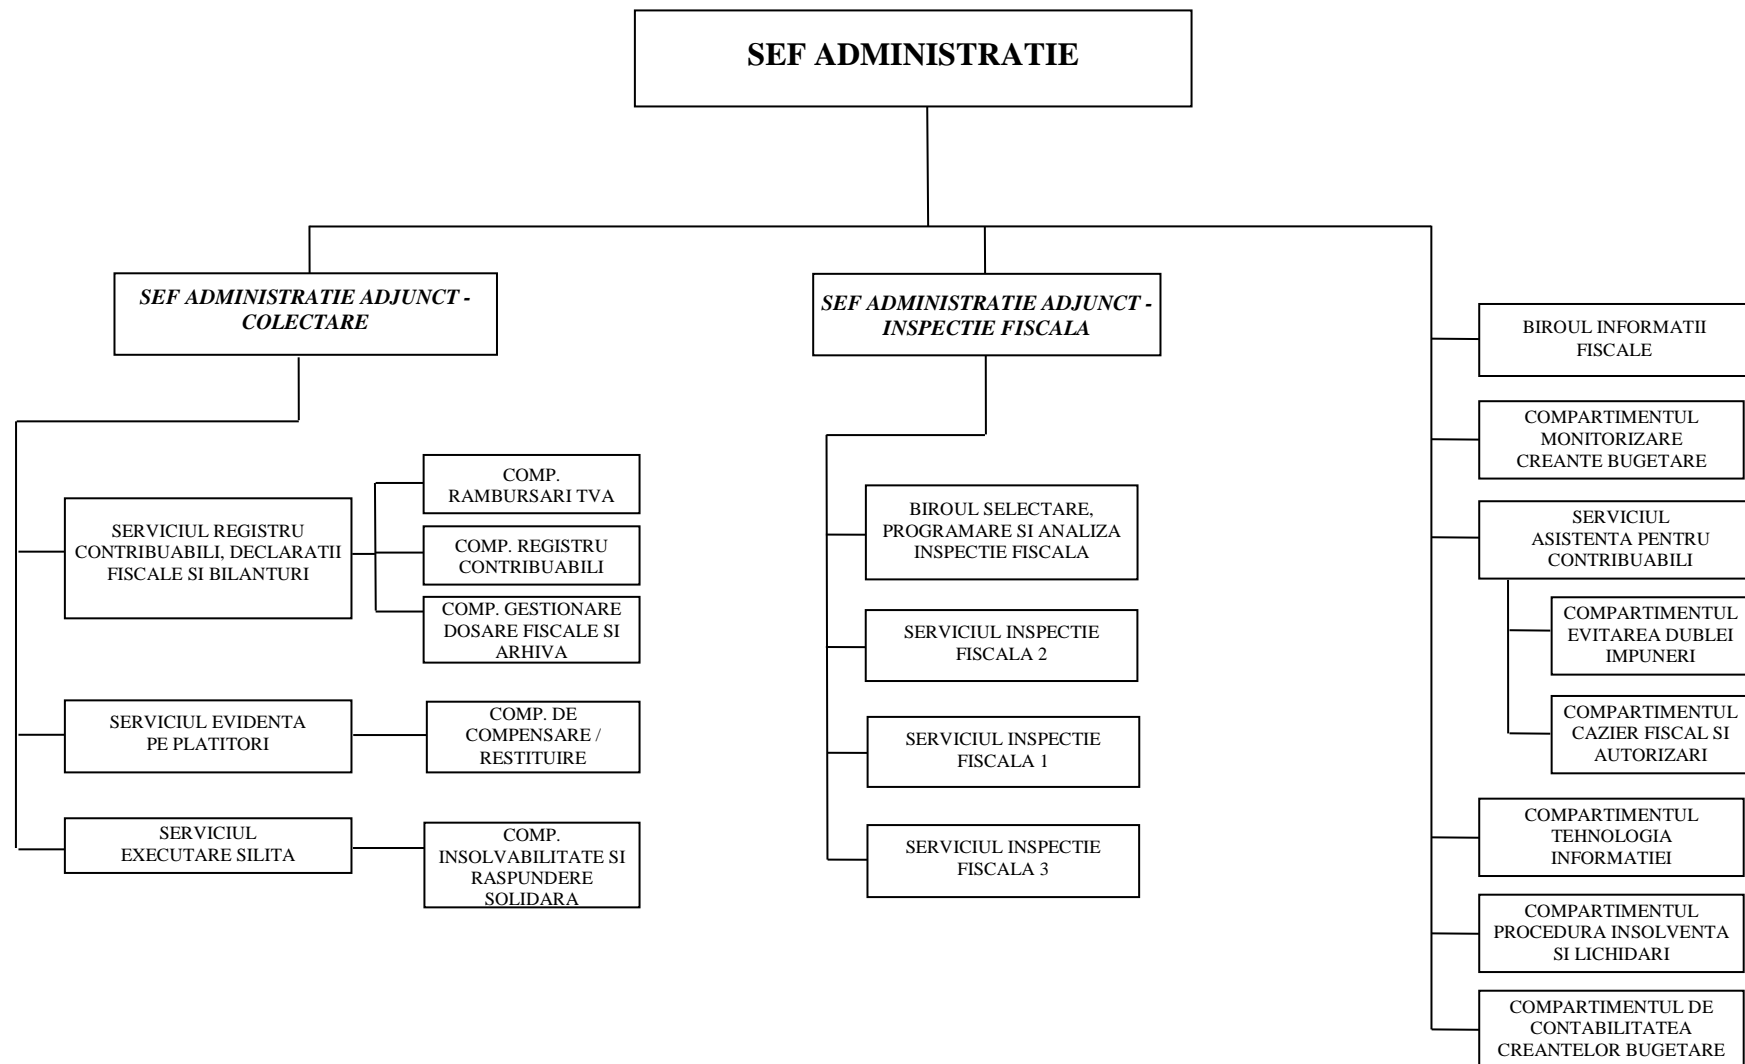 SEF ADMINISTRATIE
SEF ADMINISTRATIE ADJUNCT -
COLECTARE
SERVICIUL REGISTRU
CONTRIBUABILI, DECLARATII
FISCALE SI BILANTURI
COMP.
RAMBURSARI TVA
COMP. REGISTRU
CONTRIBUABILI
COMP. GESTIONARE
DOSARE FISCALE SI
ARHIVA
SERVICIUL EVIDENTA
PE PLATITORI
COMP. DE
COMPENSARE /
RESTITUIRE
SERVICIUL
EXECUTARE SILITA
COMP.
INSOLVABILITATE SI
RASPUNDERE
SOLIDARA
SEF ADMINISTRATIE ADJUNCT -
INSPECTIE FISCALA
BIROUL SELECTARE,
PROGRAMARE SI ANALIZA
INSPECTIE FISCALA
SERVICIUL INSPECTIE
FISCALA 2
SERVICIUL INSPECTIE
FISCALA 1
SERVICIUL INSPECTIE
FISCALA 3
BIROUL INFORMATII
FISCALE
COMPARTIMENTUL
MONITORIZARE
CREANTE BUGETARE
SERVICIUL
ASISTENTA PENTRU
CONTRIBUABILI
COMPARTIMENTUL
EVITAREA DUBLEI
IMPUNERI
COMPARTIMENTUL
CAZIER FISCAL SI
AUTORIZARI
COMPARTIMENTUL
TEHNOLOGIA
INFORMATIEI
COMPARTIMENTUL
PROCEDURA INSOLVENTA
SI LICHIDARI
COMPARTIMENTUL DE
CONTABILITATEA
CREANTELOR BUGETARE